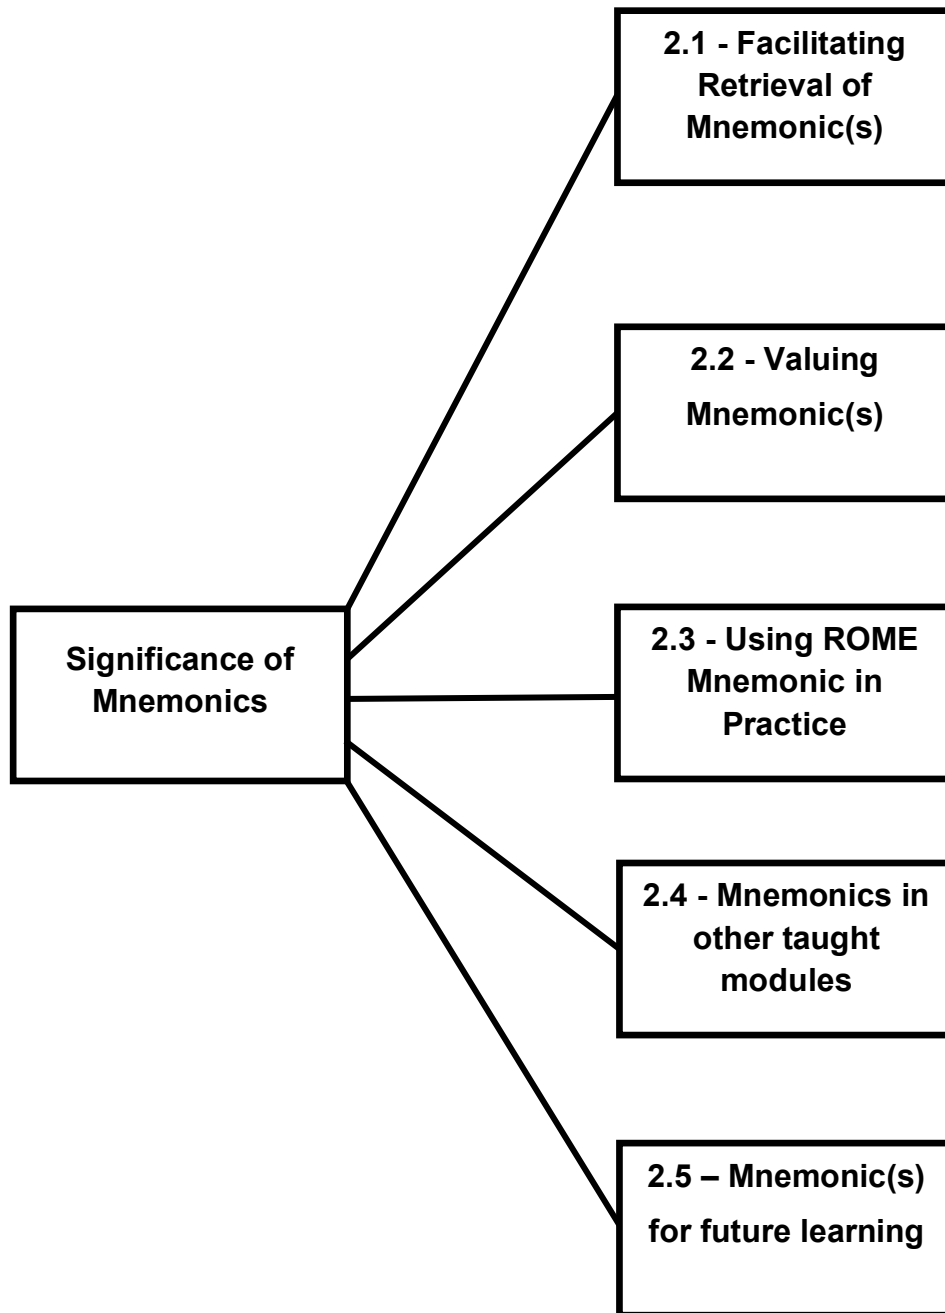 2.1 - Facilitating
Retrieval of
Mnemonic(s)
2.2 - Valuing
Mnemonic(s)
Significance of
Mnemonics
2.3 - Using ROME
Mnemonic in
Practice
2.4 - Mnemonics in
other taught
modules
2.5 – Mnemonic(s)
for future learning